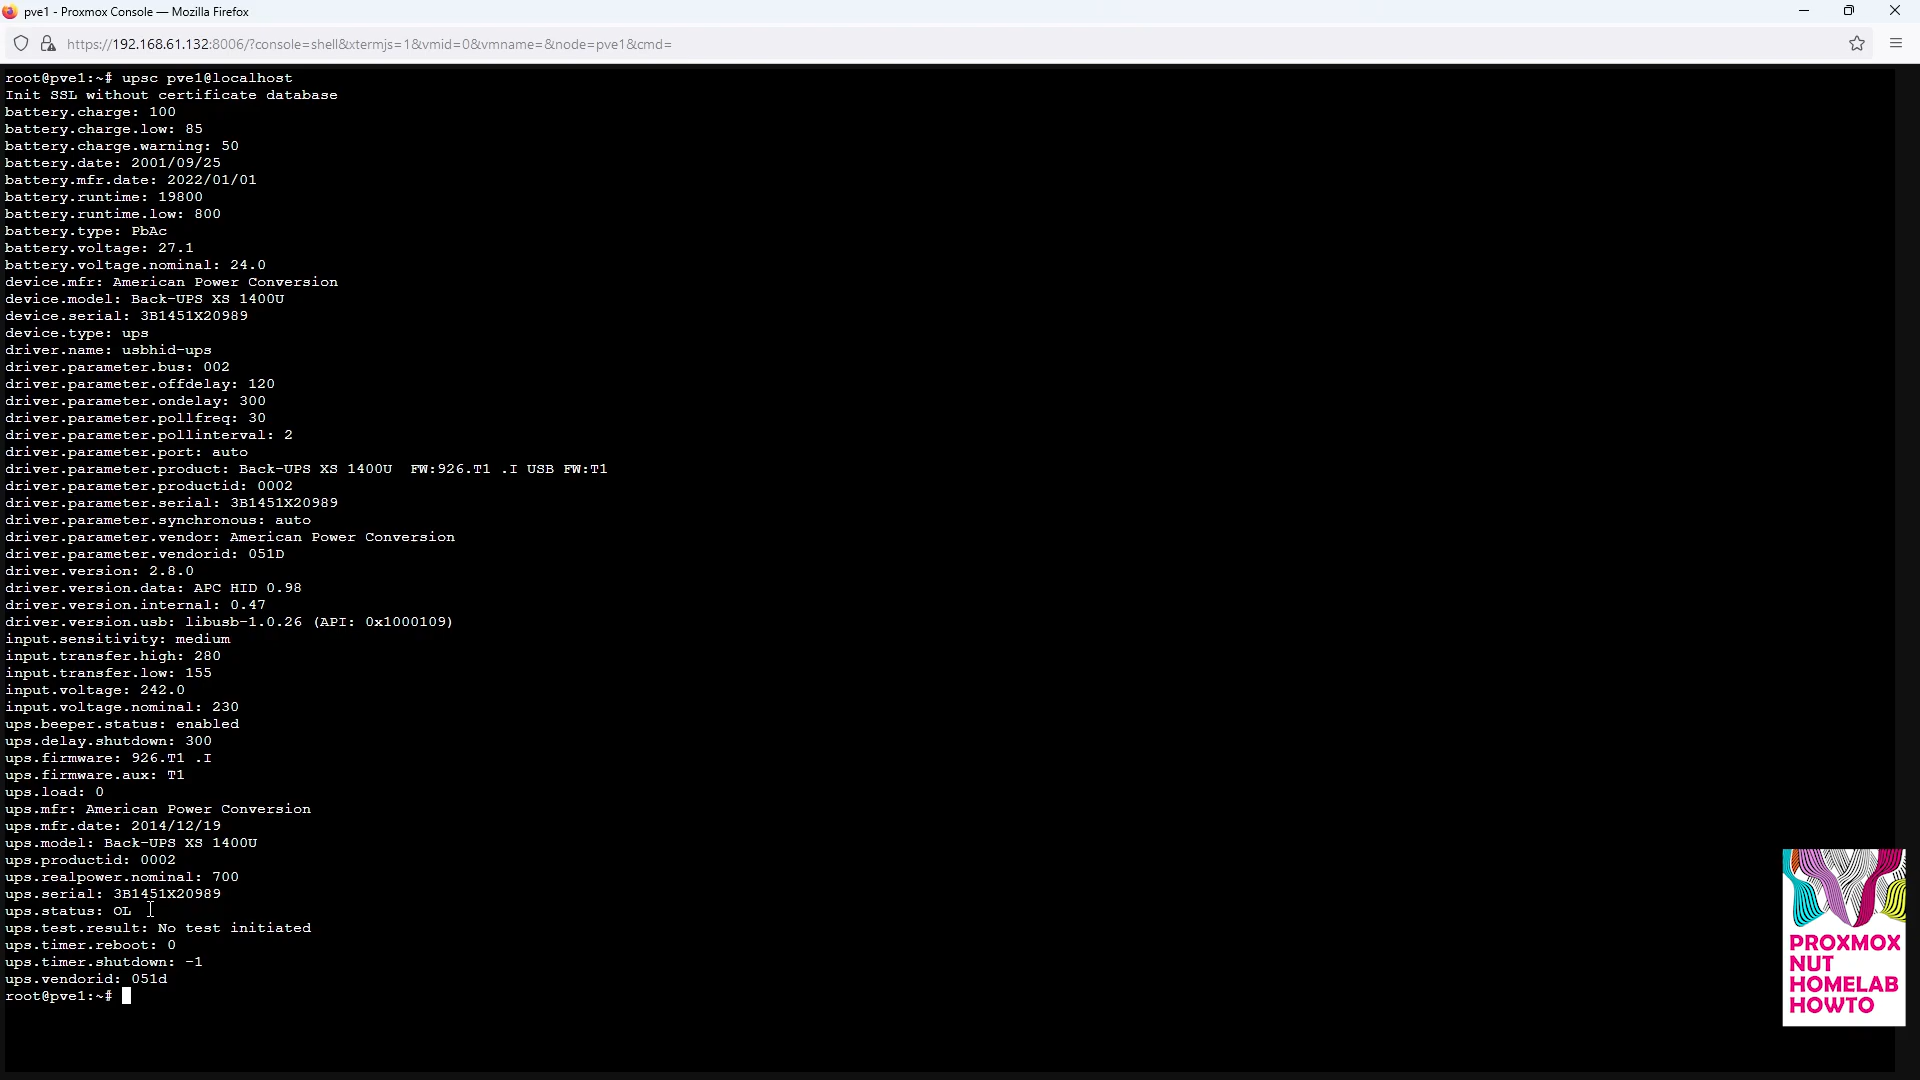 pve1 - Proxmox Console — Mozilla Firefox
https://192.168.61.132:8006/?console=shell&xtermjs=1&vmid=0&vmname=&node=pve1&cmd=
root@pve1:~# upsc pve1@localhost
Init SSL without certificate database
battery.charge: 100
battery.charge.low: 85
battery.charge.warning: 50
battery.date: 2001/09/25
battery.mfr.date: 2022/01/01
battery.runtime: 19800
battery.runtime.low: 800
battery.type: PbAc
battery.voltage: 27.1
battery.voltage.nominal: 24.0
device.mfr: American Power Conversion
device.model: Back-UPS XS 1400U
device.serial: 3B1451X20989
device.type: ups
driver.name: usbhid-ups
driver.parameter.bus: 002
driver.parameter.offdelay: 120
driver.parameter.ondelay: 300
driver.parameter.pollfreq: 30
driver.parameter.pollinterval: 2
driver.parameter.port: auto
driver.parameter.product: Back-UPS XS 1400U  FW:926.T1 .I USB FW:T1
driver.parameter.productid: 0002
driver.parameter.serial: 3B1451X20989
driver.parameter.synchronous: auto
driver.parameter.vendor: American Power Conversion
driver.parameter.vendorid: 051D
driver.version: 2.8.0
driver.version.data: APC HID 0.98
driver.version.internal: 0.47
driver.version.usb: libusb-1.0.26 (API: 0x1000109)
input.sensitivity: medium
input.transfer.high: 280
input.transfer.low: 155
input.voltage: 242.0
input.voltage.nominal: 230
ups.beeper.status: enabled
ups.delay.shutdown: 300
ups.firmware: 926.T1 .I
ups.firmware.aux: T1
ups.load: 0
ups.mfr: American Power Conversion
ups.mfr.date: 2014/12/19
ups.model: Back-UPS XS 1400U
ups.productid: 0002
ups.realpower.nominal: 700
ups.serial: 3B1451X20989
ups.status: OL
ups.test.result: No test initiated
ups.timer.reboot: 0
ups.timer.shutdown: -1
ups.vendorid: 051d
root@pve1:~#
PROXMOX
NUT
HOMELAB
HOWTO